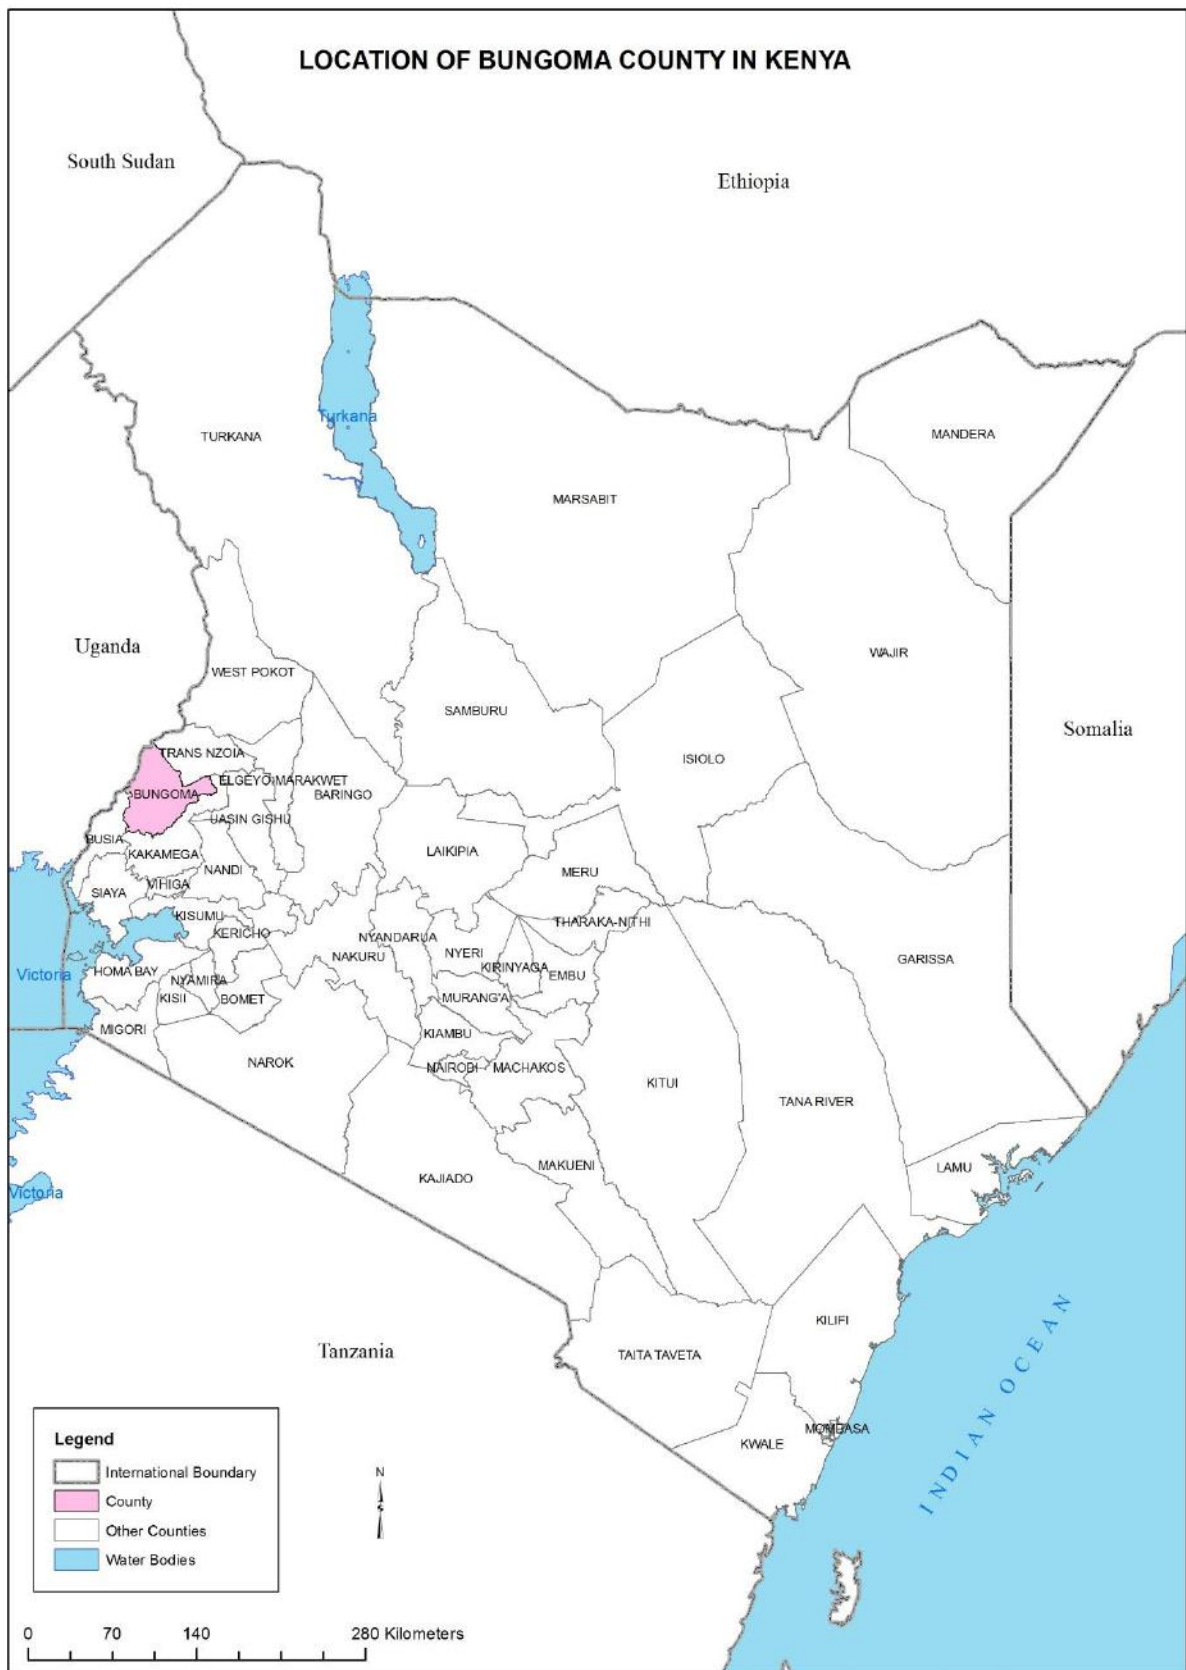 LOCATION OF BUNGOMA COUNTY IN KENYA
South Sudan
Ethiopia
Turkana
TURKANA
MANDERA
MARSABIT
Uganda
WAJIR
WEST POKOT
SAMBURU
Somalia
TRANS NZOIA
ISIOLO
ELGEYO MARAKWET
BUNGOMA
BARINGO
UASIN GISHU
BUSIA
KAKAMEGA
LAIKIPIA
NANDI
MERU
VIHIGA
SIAYA
KISUMU
THARAKA-NITHI
KERICHO
NYANDARUA
NYERI
NAKURU
GARISSA
KIRINYAGA
Victoria
HOMA BAY
NYAMIRA
EMBU
KISII
BOMET
MURANG'A
MIGORI
KIAMBU
NAROK
NAIROBI
MACHAKOS
KITUI
TANA RIVER
MAKUENI
LAMU
KAJIADO
Victoria
KILIFI
Tanzania
TAITA TAVETA
INDIAN OCEAN
MOMBASA
KWALE
Legend
International Boundary
County
Other Counties
Water Bodies
N
0 70 140 280 Kilometers